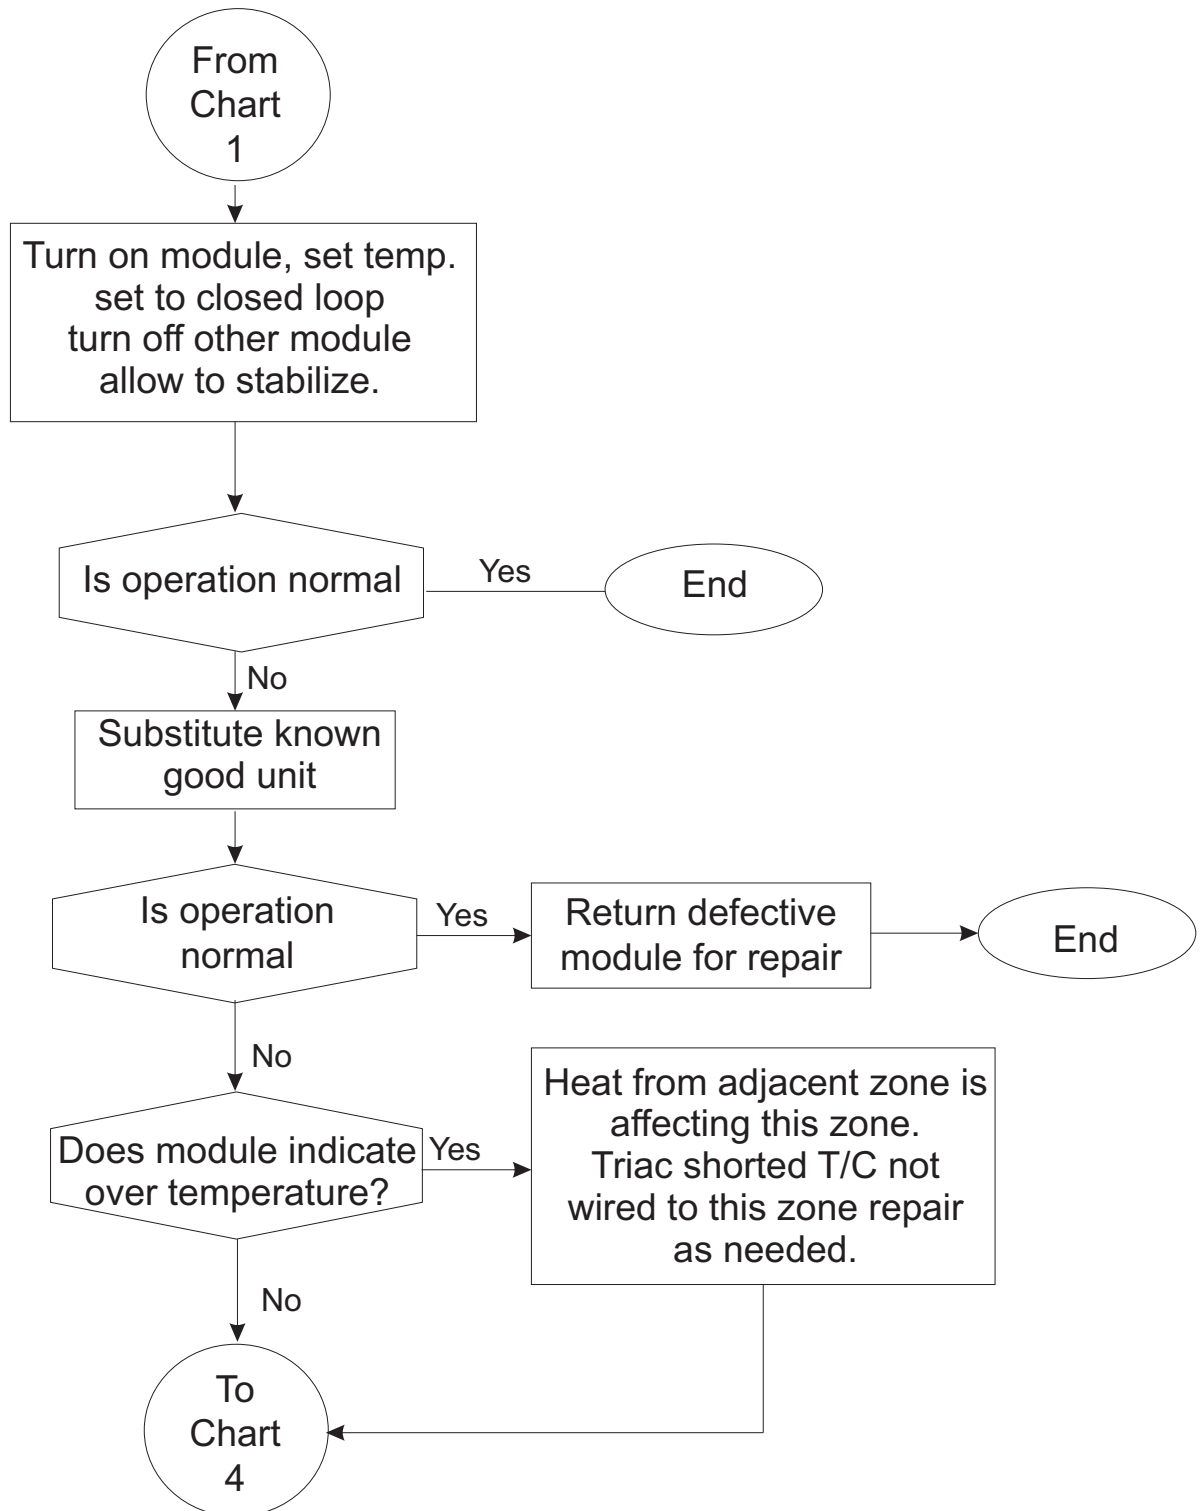 From
Chart
1
Turn on module, set temp.
set to closed loop
turn off other module
allow to stabilize.
Is operation normal
Yes
End
No
Substitute known
good unit
Is operation
normal
Yes
Return defective
module for repair
End
No
Does module indicate
over temperature?
Yes
Heat from adjacent zone is
affecting this zone.
Triac shorted T/C not
wired to this zone repair
as needed.
No
To
Chart
4